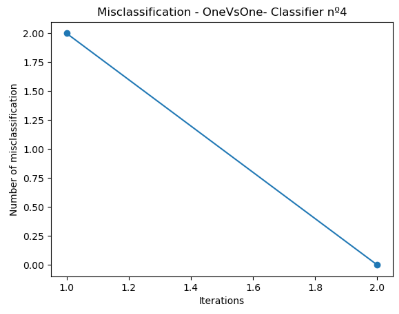 Misclassification - OneVsOne- Classifier nº4
2.00
1.75
1.50
1.25
1.00
0.75
0.50
0.25
0.00
Number of misclassification
1.0 1.2 1.4 1.6 1.8 2.0
Iterations